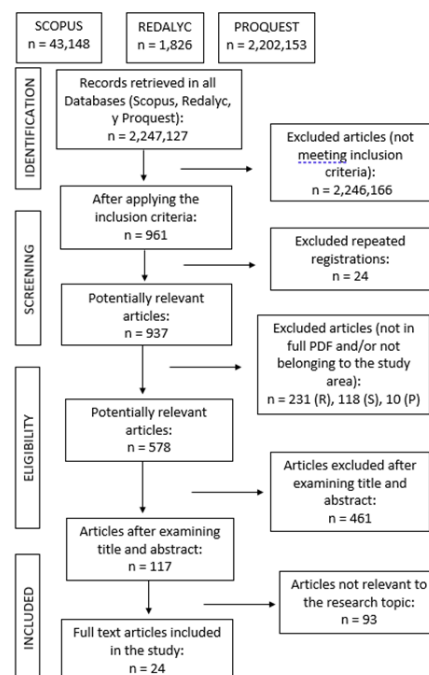 SCOPUS
n = 43,148
REDALYC
n = 1,826
PROQUEST
n = 2,202,153
IDENTIFICATION
Records retrieved in all
Databases (Scopus, Redalyc,
y Proquest):
n = 2,247,127
Excluded articles (not
meeting inclusion
criteria):
n = 2,246,166
After applying the
inclusion criteria:
n = 961
SCREENING
Excluded repeated
registrations:
n = 24
Potentially relevant
articles:
n = 937
Excluded articles (not in
full PDF and/or not
belonging to the study
area):
n = 231 (R), 118 (S), 10 (P)
ELIGIBILITY
Potentially relevant
articles:
n = 578
Articles excluded after
examining title and
abstract:
n = 461
Articles after examining
title and abstract:
n = 117
INCLUDED
Articles not relevant to
the research topic:
n = 93
Full text articles included
in the study:
n = 24